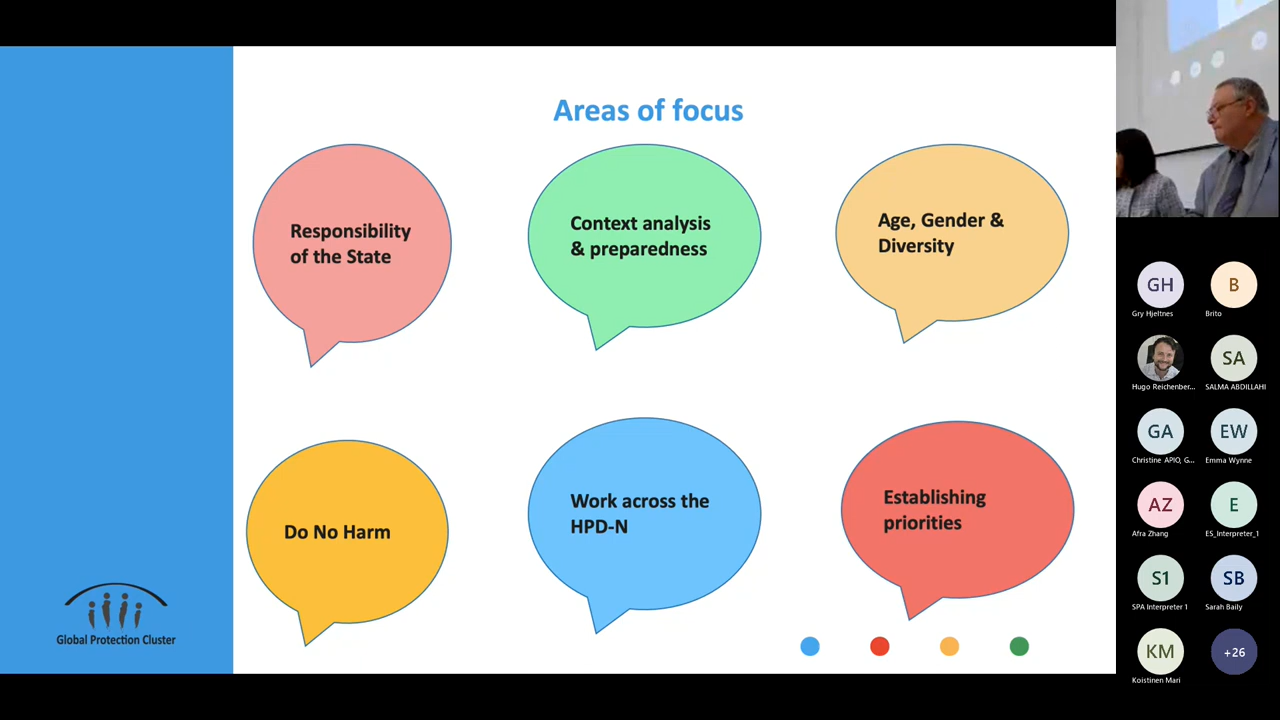 Areas of focus
Responsibility
of the State
Context analysis
& preparedness
Age, Gender &
Diversity
Do No Harm
Work across the
HPD-N
Establishing
priorities
Global Protection Cluster
GH
Gry Hjeltnes
B
Brito
Hugo Reichenber...
SA
SALMA ABDILLAHI
GA
Christine APIO, G...
EW
Emma Wynne
AZ
Afra Zhang
E
ES_Interpreter_1
S1
SPA Interpreter 1
SB
Sarah Baily
KM
Koistinen Mari
+26